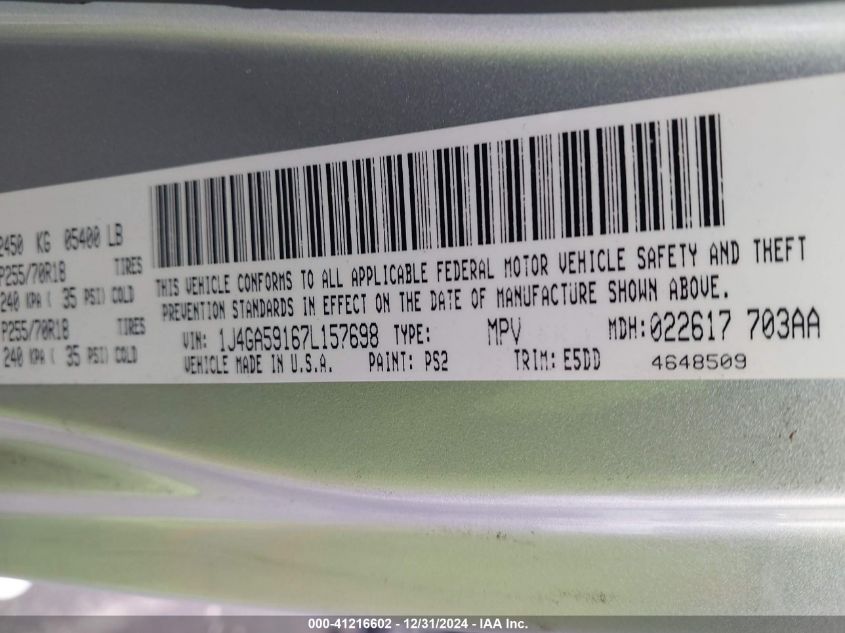 2450 KG 05400 LB
P255/70R18 TIRES
240 KPA ( 35 PSI) COLD
P255/70R18 TIRES
240 KPA ( 35 PSI) COLD
THIS VEHICLE CONFORMS TO ALL APPLICABLE FEDERAL MOTOR VEHICLE SAFETY AND THEFT
PREVENTION STANDARDS IN EFFECT ON THE DATE OF MANUFACTURE SHOWN ABOVE.
VIN: 1J4GA59167L157698 TYPE: MPV MDH:022617 703AA
VEHICLE MADE IN U.S.A. PAINT: PS2 TRIM: E5DD 4648509
000-41216602 - 12/31/2024 - IAA Inc.